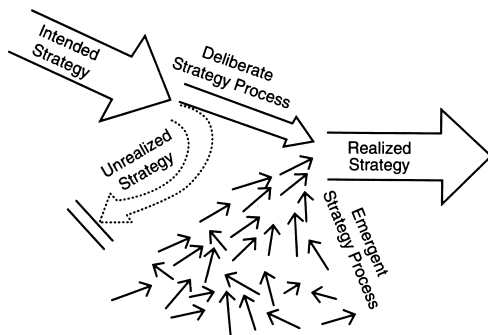 Intended
Strategy
Deliberate
Strategy Process
Unrealized
Strategy
Realized
Strategy
Emergent
Strategy Process